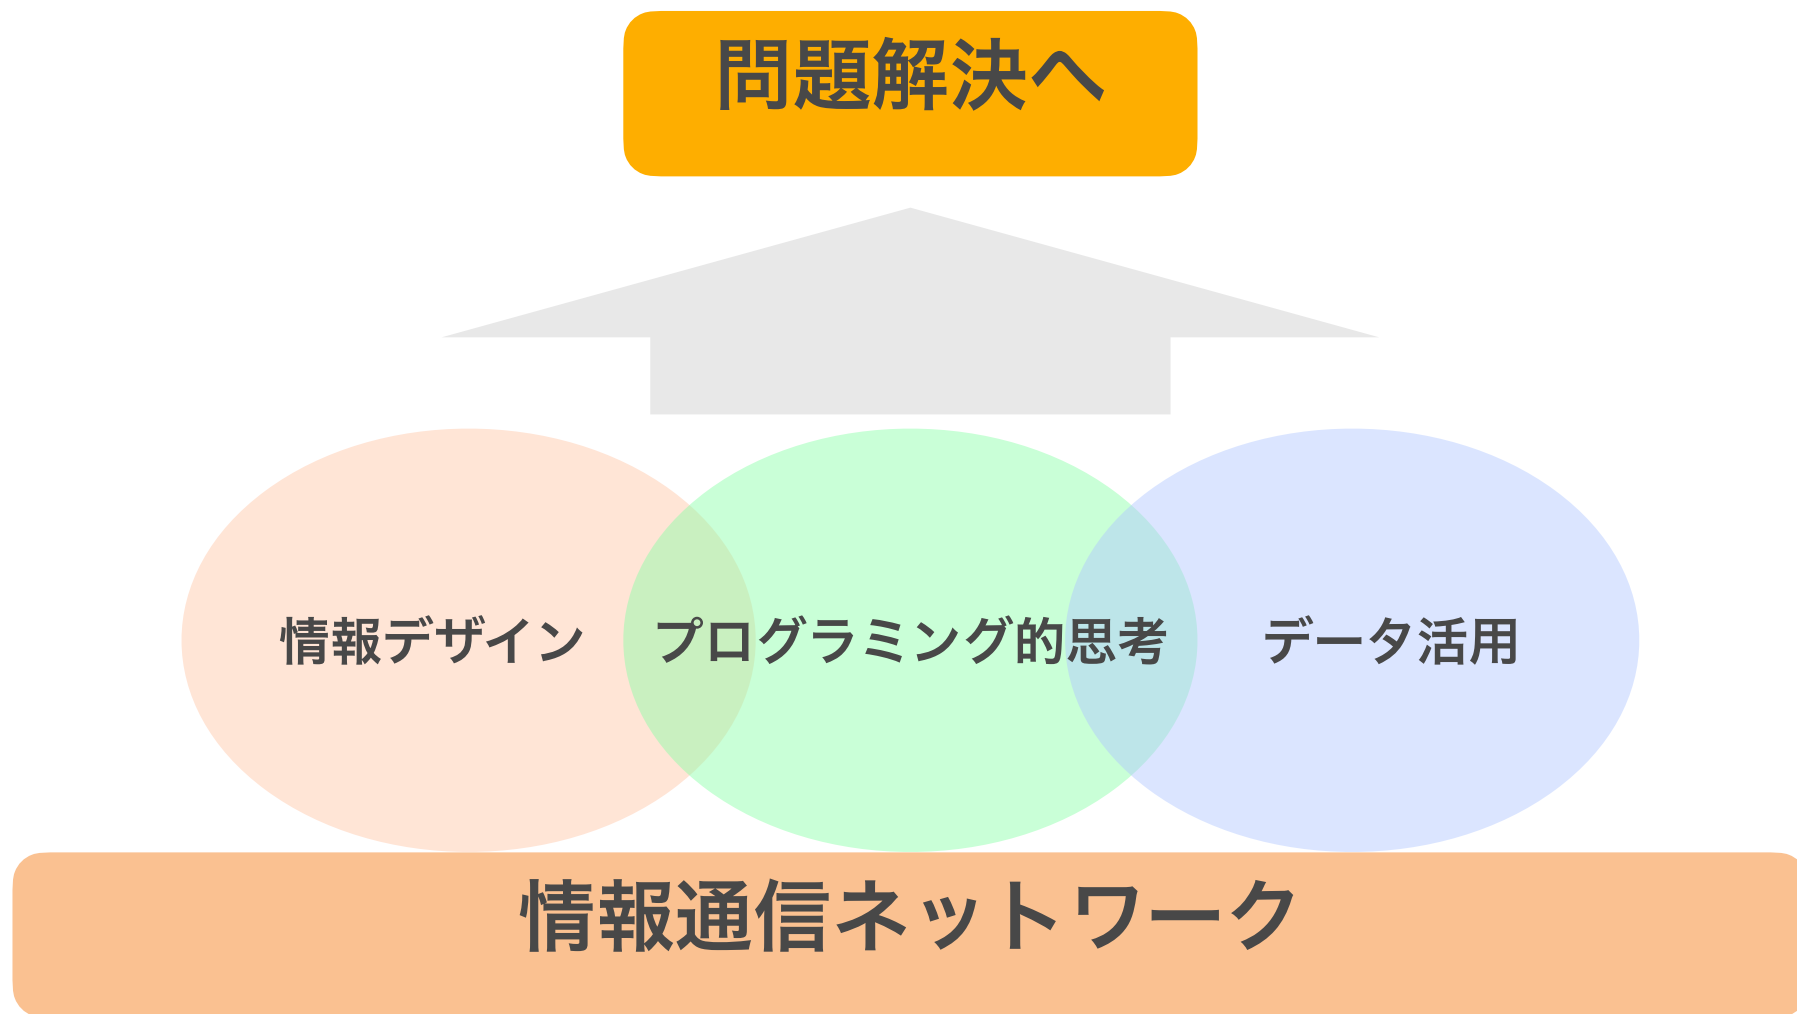 問題解決へ
情報デザイン
プログラミング的思考
データ活用
情報通信ネットワーク